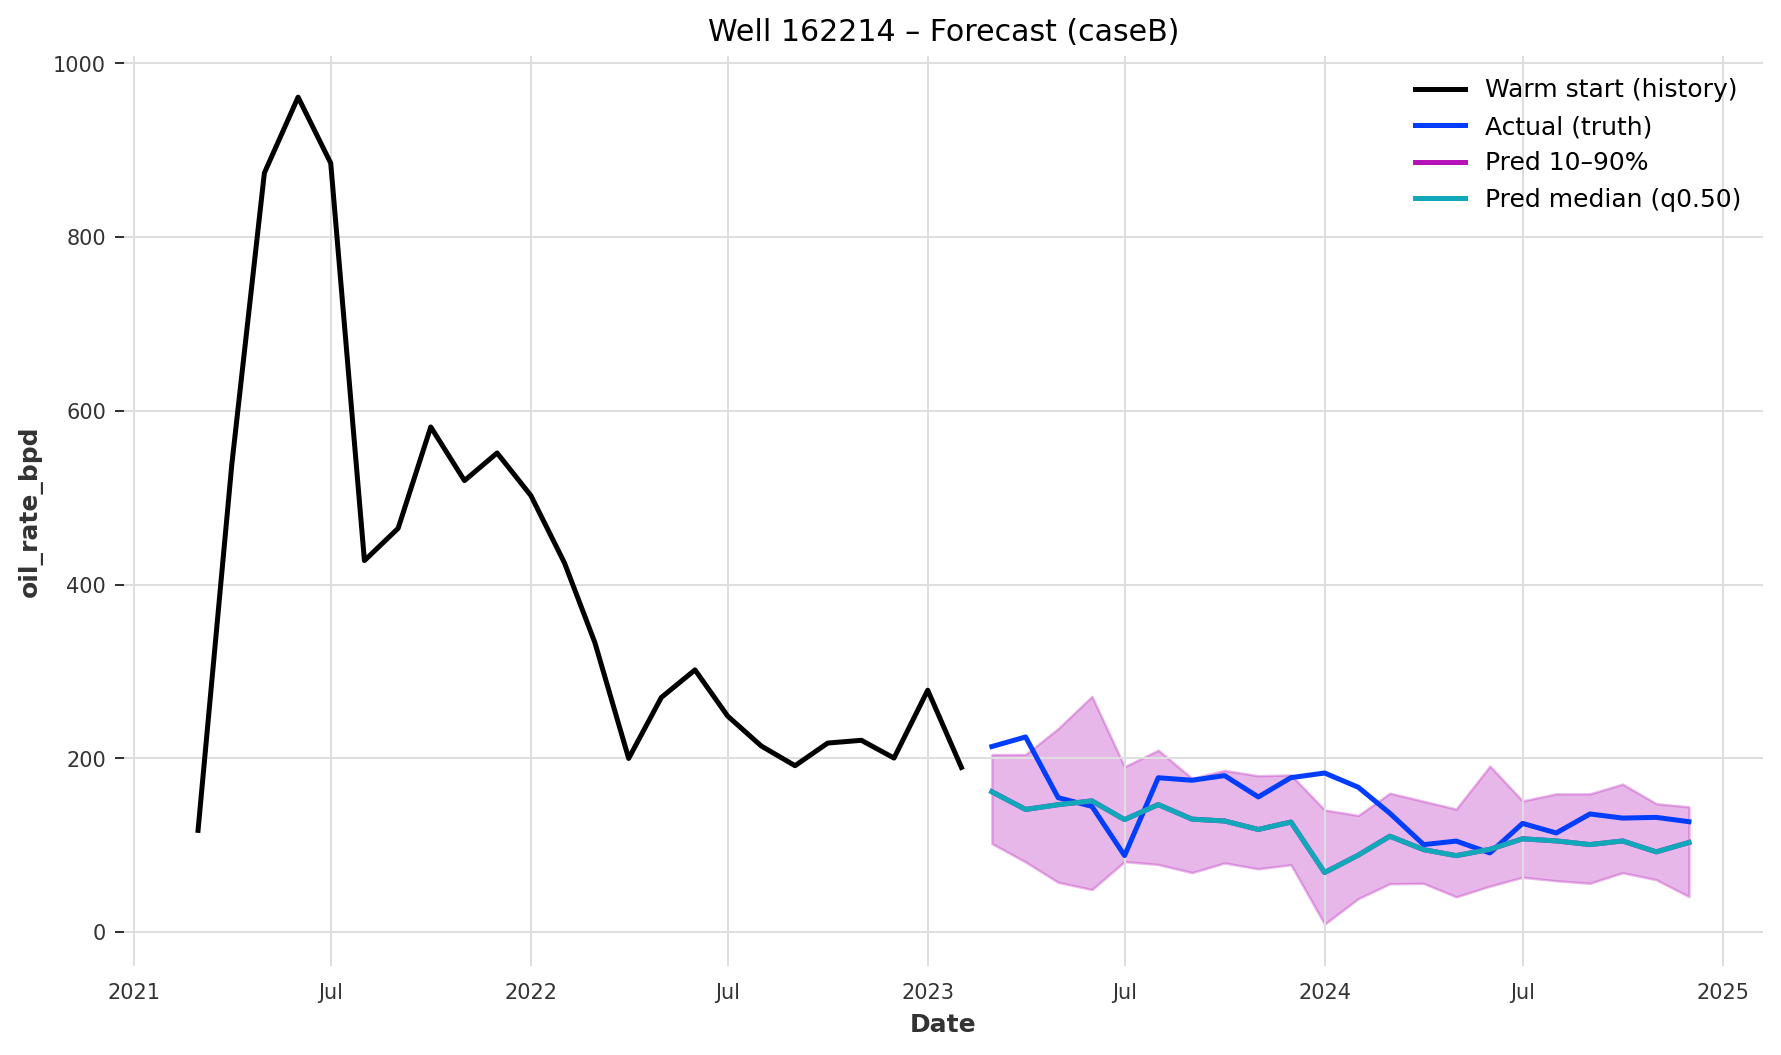 Well 162214 – Forecast (caseB)
1000
800
600
400
200
0
oil_rate_bpd
Warm start (history)
Actual (truth)
Pred 10–90%
Pred median (q0.50)
2021 Jul 2022 Jul 2023 Jul 2024 Jul 2025
Date